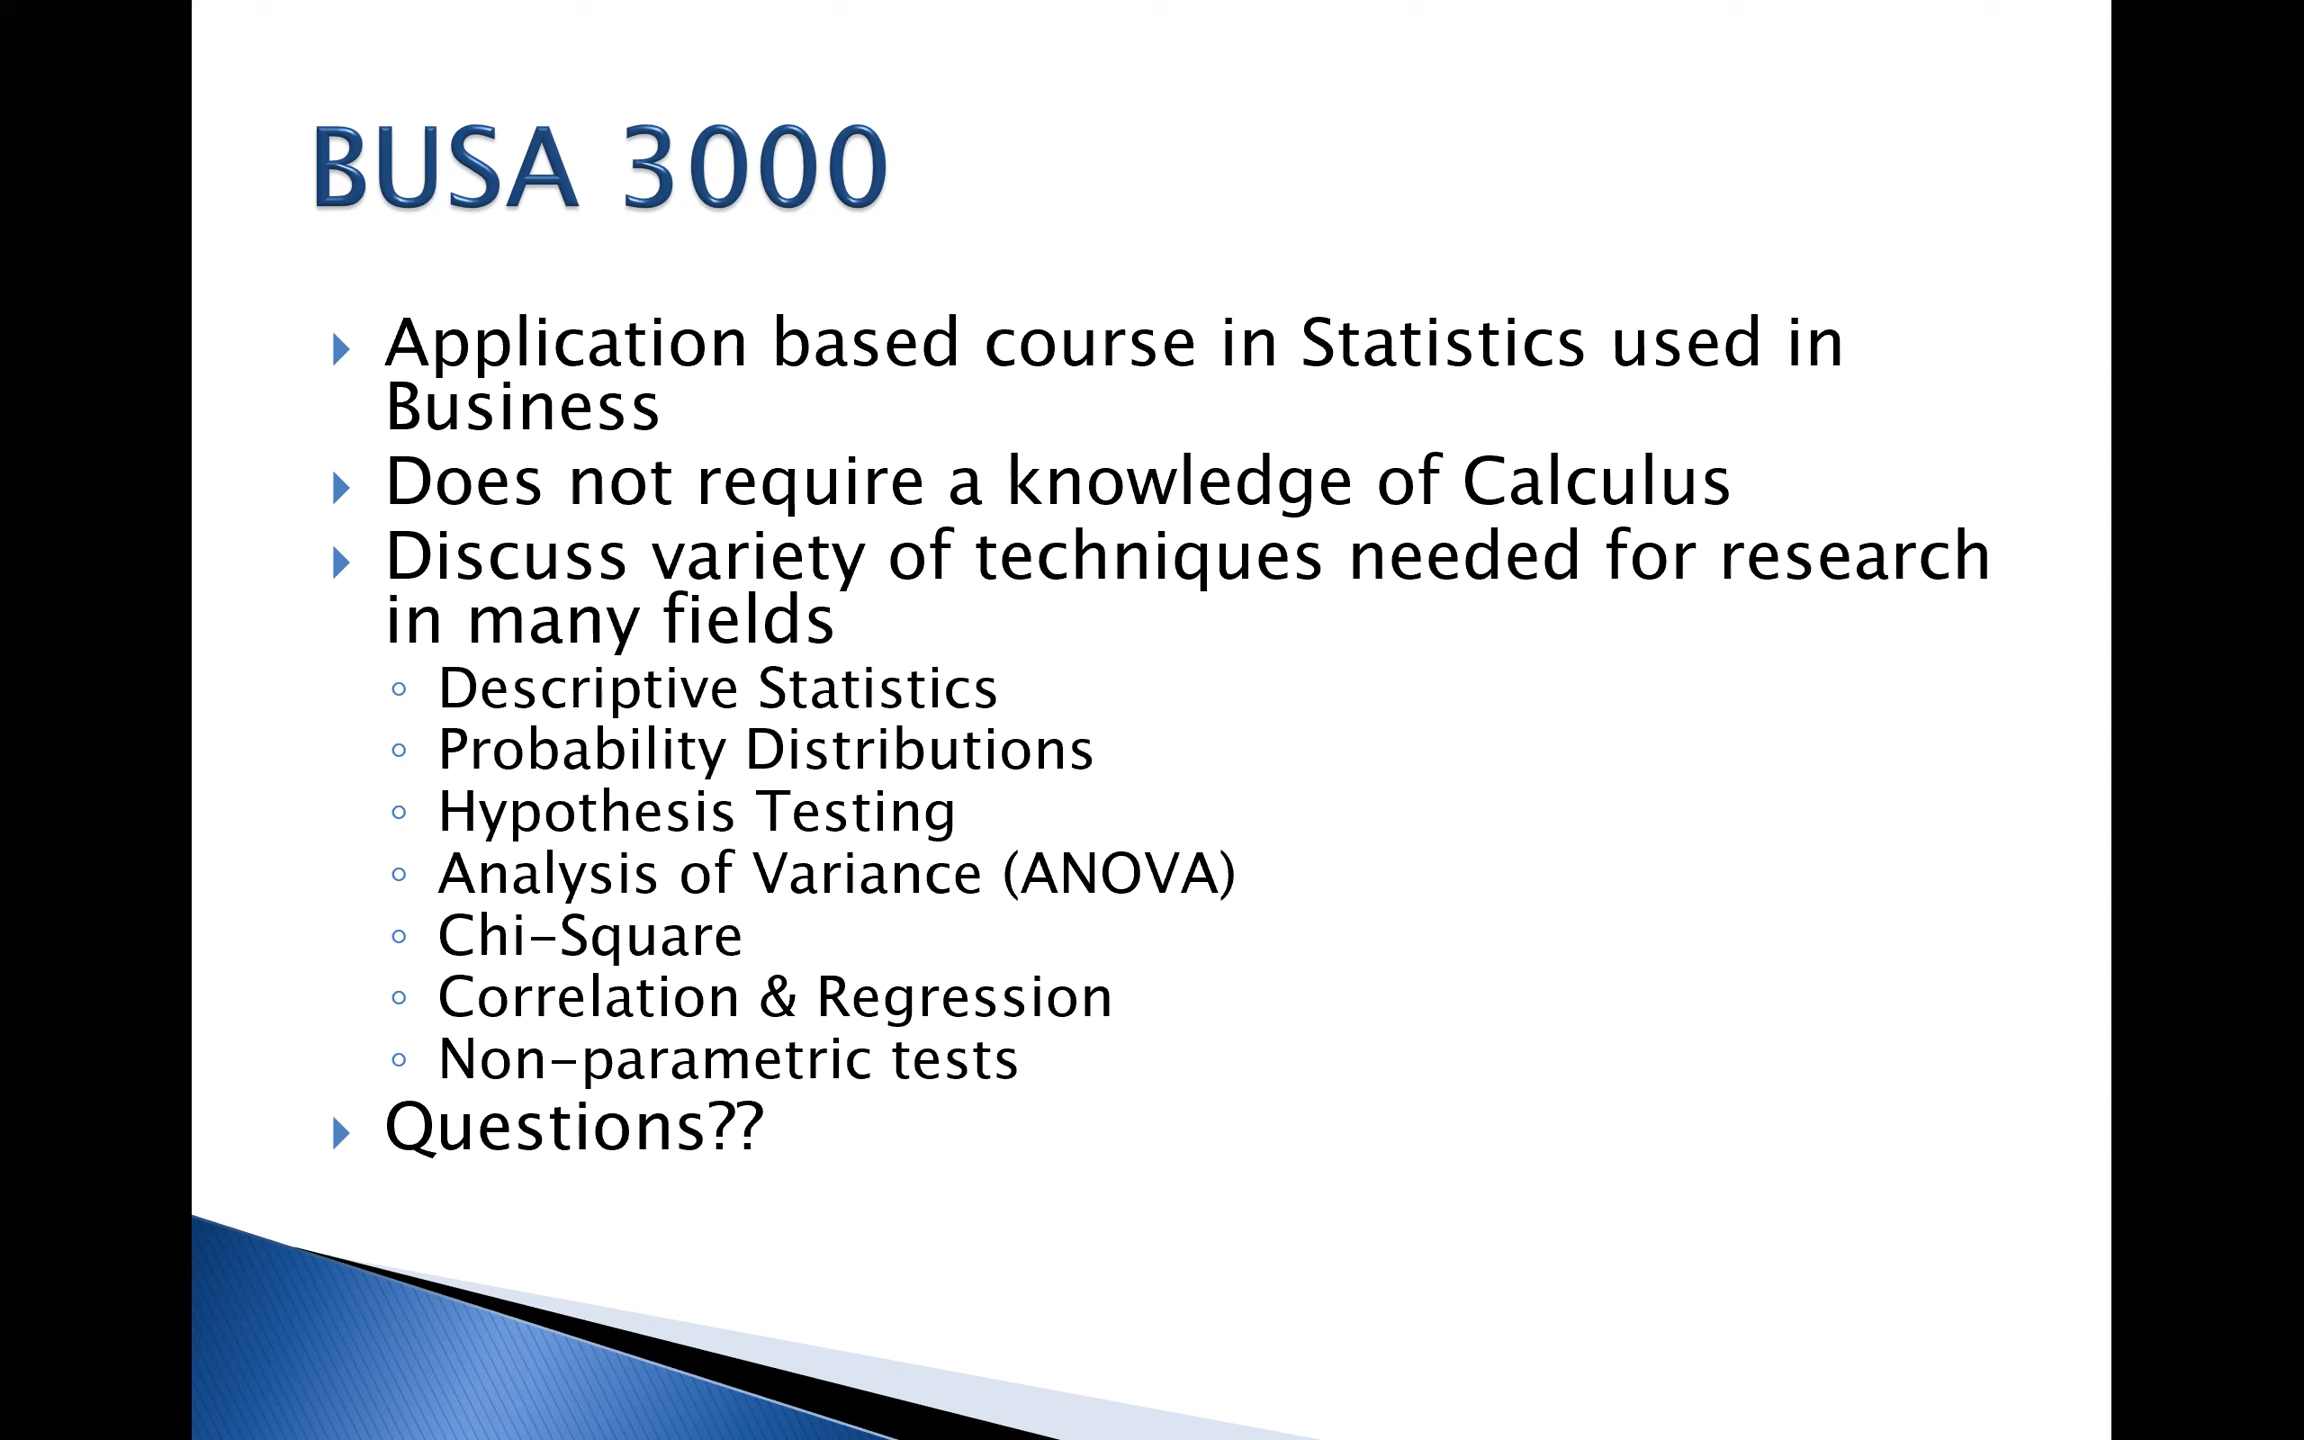 BUSA 3000
Application based course in Statistics used in
Business
Does not require a knowledge of Calculus
Discuss variety of techniques needed for research
in many fields
Descriptive Statistics
Probability Distributions
Hypothesis Testing
Analysis of Variance (ANOVA)
Chi-Square
Correlation & Regression
Non-parametric tests
Questions??